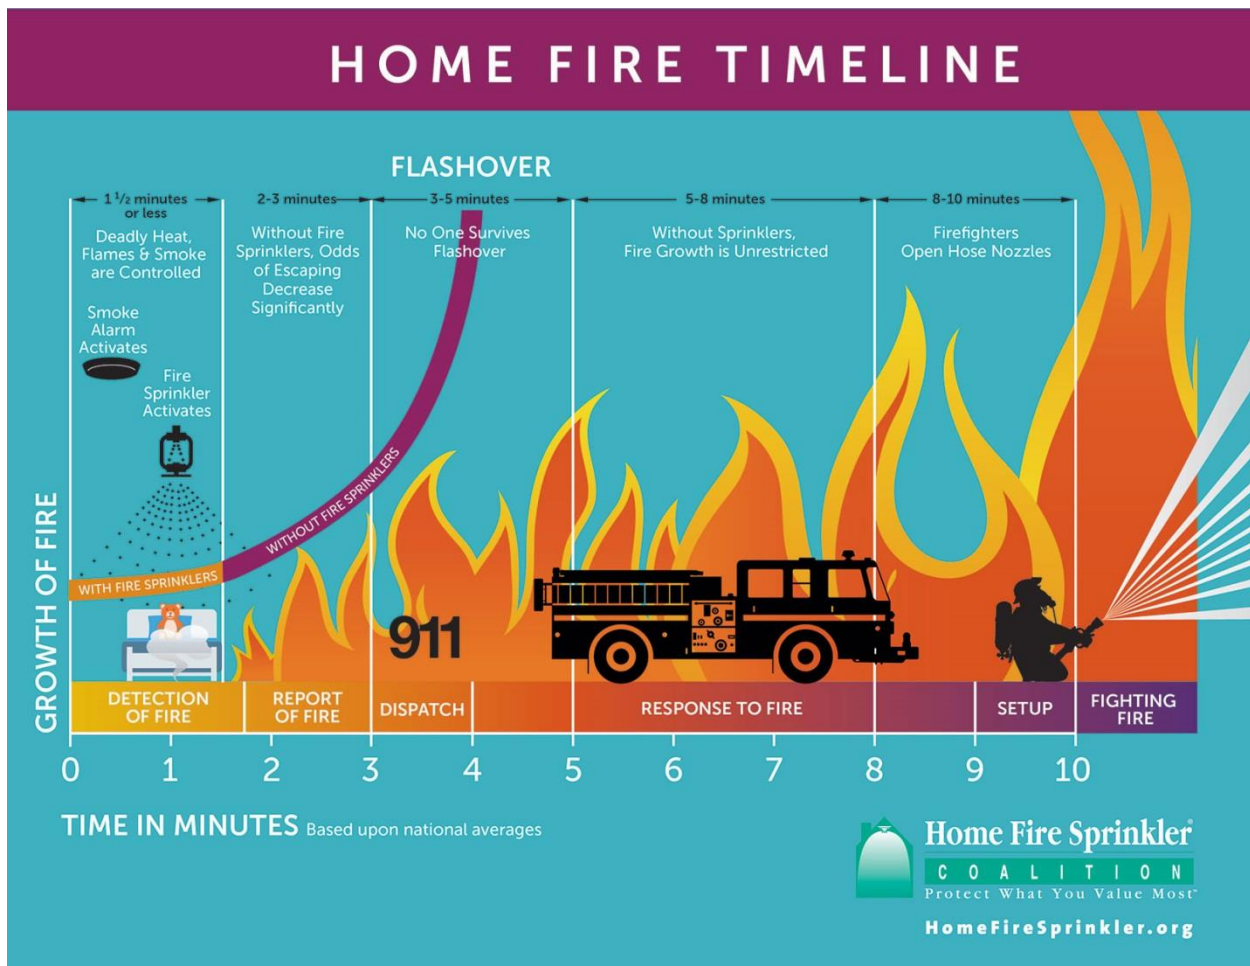 HOME FIRE TIMELINE
FLASHOVER
1 1/2 minutes
or less
2-3 minutes
3-5 minutes
5-8 minutes
8-10 minutes
Deadly Heat,
Flames & Smoke
are Controlled
Without Fire
Sprinklers, Odds
of Escaping
Decrease
Significantly
No One Survives
Flashover
Without Sprinklers,
Fire Growth is Unrestricted
Firefighters
Open Hose Nozzles
Smoke
Alarm
Activates
Fire
Sprinkler
Activates
WITH FIRE SPRINKLERS
WITHOUT FIRE SPRINKLERS
911
GROWTH OF FIRE
DETECTION
OF FIRE
REPORT
OF FIRE
DISPATCH
RESPONSE TO FIRE
SETUP
FIGHTING
FIRE
0 1 2 3 4 5 6 7 8 9 10
TIME IN MINUTES Based upon national averages
Home Fire Sprinkler®
COALITION
Protect What You Value Most™
HomeFireSprinkler.org